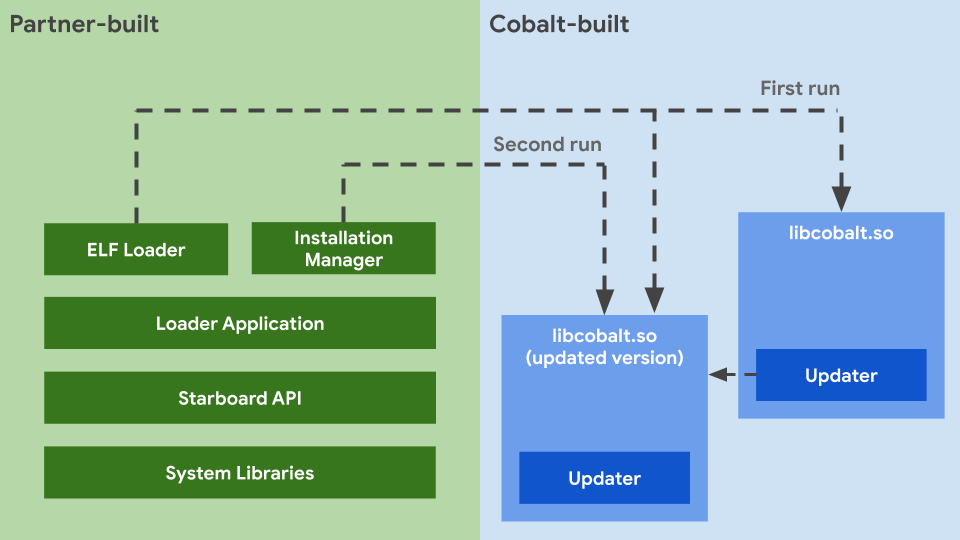 Partner-built
Cobalt-built
First run
Second run
ELF Loader
Installation
Manager
Loader Application
Starboard API
System Libraries
libcobalt.so
(updated version)
Updater
libcobalt.so
Updater